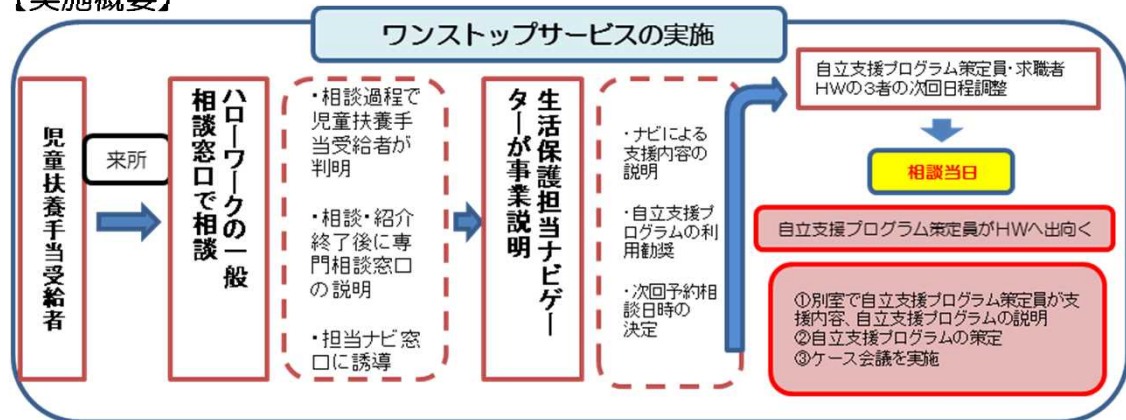 【実施概要】
ワンストップサービスの実施
児童扶養手当受給者
来所
ハローワークの一般
相談窓口で相談
・相談過程で
児童扶養手
当受給者が
判明
・相談・紹介
終了後に専
門相談窓口
の説明
・担当ナビ窓
口に誘導
生活保護担当ナビゲー
ターが事業説明
・ナビによる
支援内容の
説明
・自立支援プ
ログラムの利
用勧奨
・次回予約相
談日時の
決定
自立支援プログラム策定員・求職者
HWの3者の次回日程調整
相談当日
自立支援プログラム策定員がHWへ出向く
①別室で自立支援プログラム策定員が支
援内容、自立支援プログラムの説明
②自立支援プログラムの策定
③ケース会議を実施